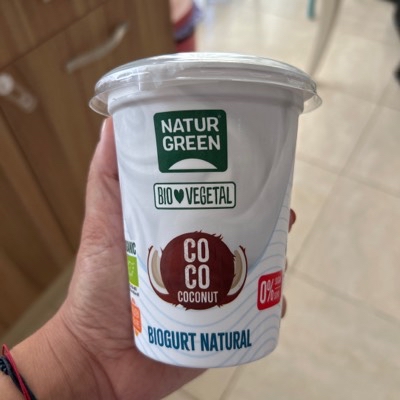 NATUR
GREEN
BIO VEGETAL
CO
CO
COCONUT
0%
BIOGURT NATURAL